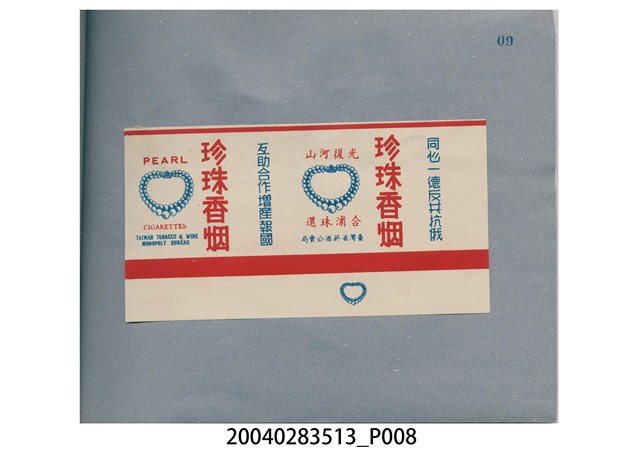 09
PEARL
CIGARETTES
TAIWAN TOBACCO & WINE
MONOPOLY BUREAU
珍珠香烟
互助合作增產報國
山河復光
還珠浦合
局賣公酒菸省灣臺
珍珠香烟
同心一德反共抗俄
20040283513_P008